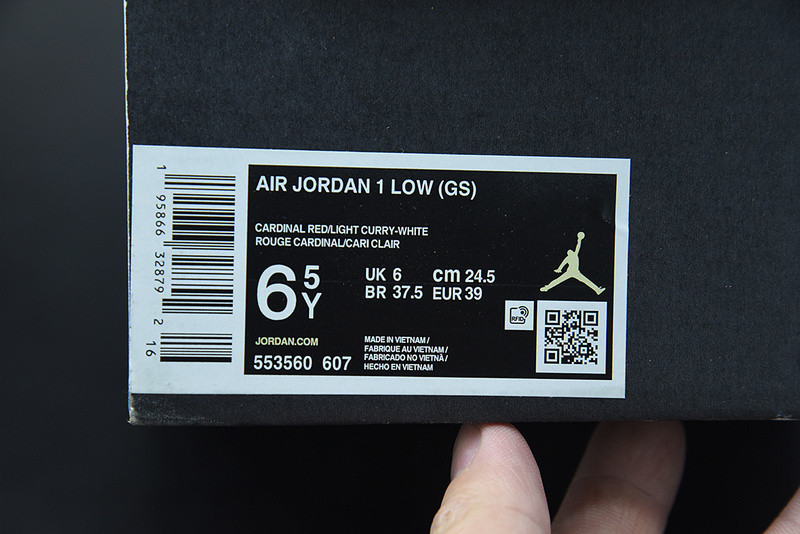 AIR JORDAN 1 LOW (GS)
CARDINAL RED/LIGHT CURRY-WHITE
ROUGE CARDINAL/CARI CLAIR
6 5Y
UK 6 cm 24.5
BR 37.5 EUR 39
RFID
JORDAN.COM
553560 607
MADE IN VIETNAM /
FABRIQUE AU VIETNAM /
FABRICADO NO VIETNÃ /
HECHO EN VIETNAM
1 95866 32879 2 16